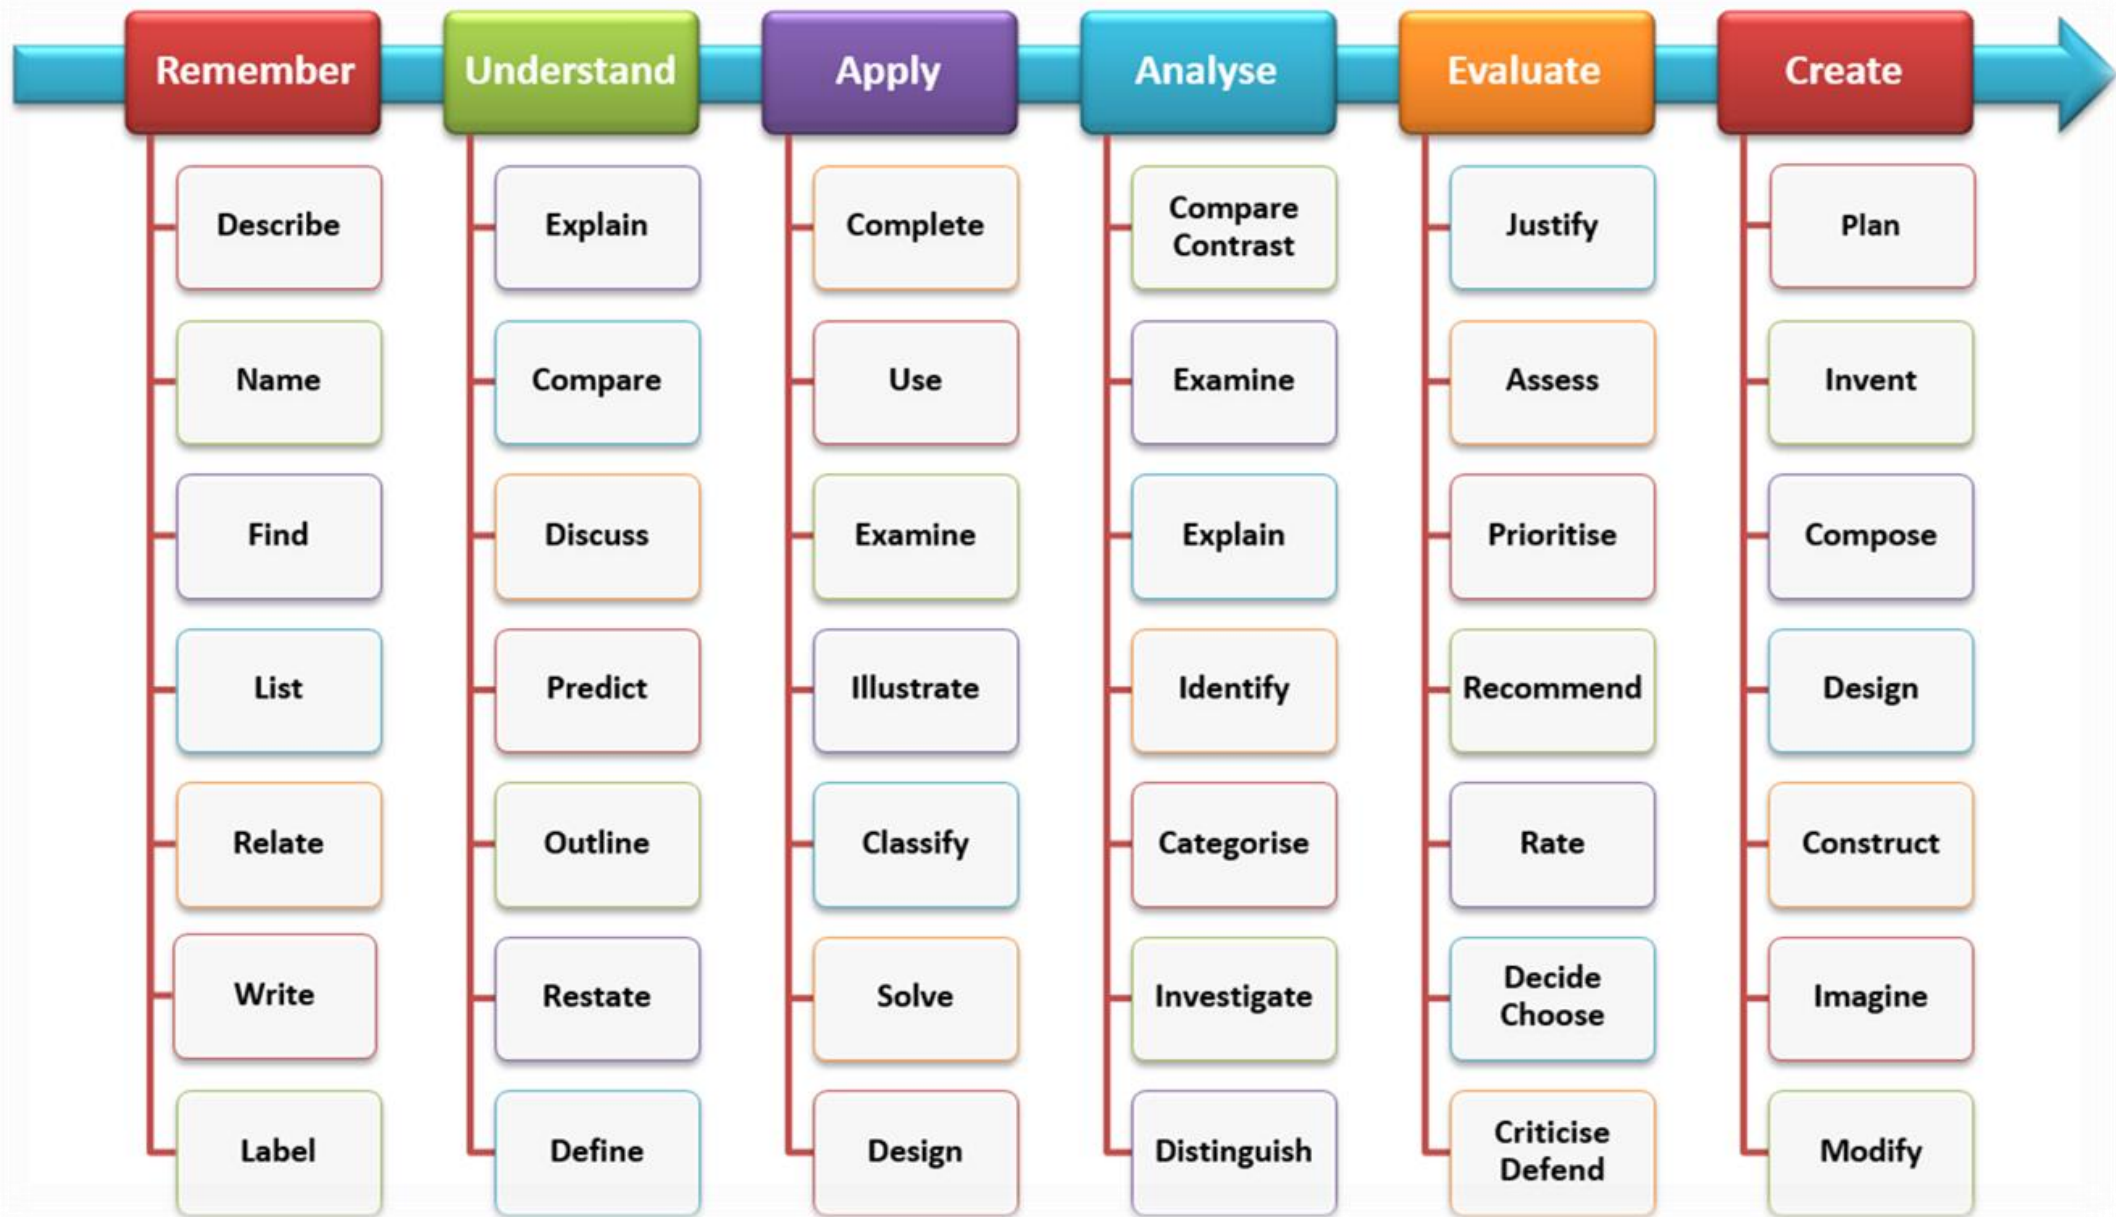 Remember
Understand
Apply
Analyse
Evaluate
Create
Describe
Name
Find
List
Relate
Write
Label
Explain
Compare
Discuss
Predict
Outline
Restate
Define
Complete
Use
Examine
Illustrate
Classify
Solve
Design
Compare
Contrast
Examine
Explain
Identify
Categorise
Investigate
Distinguish
Justify
Assess
Prioritise
Recommend
Rate
Decide
Choose
Criticise
Defend
Plan
Invent
Compose
Design
Construct
Imagine
Modify